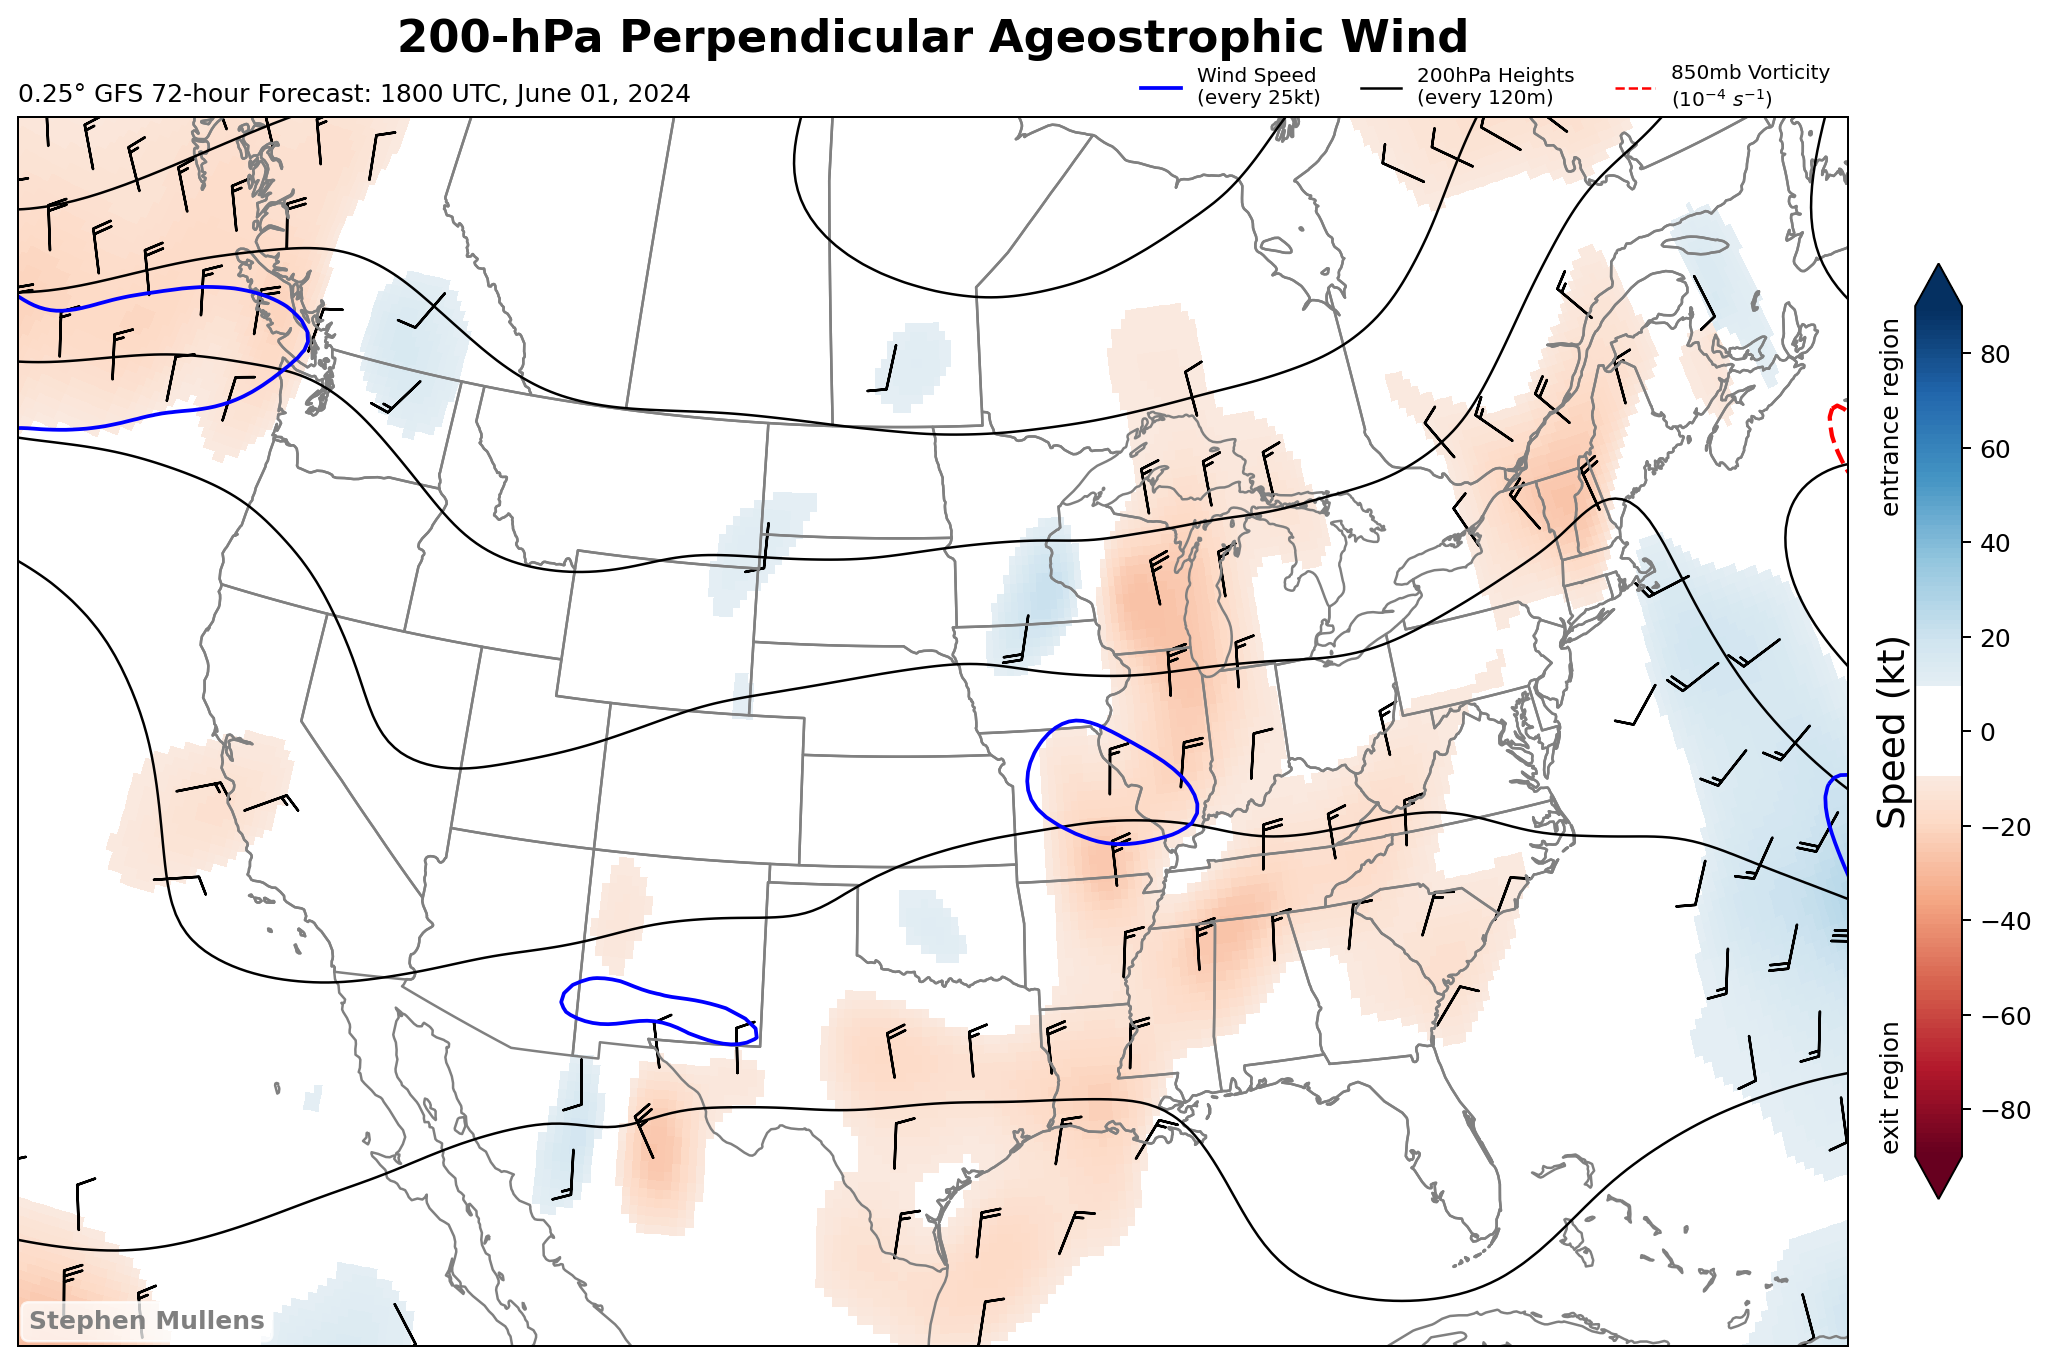 200-hPa Perpendicular Ageostrophic Wind
0.25° GFS 72-hour Forecast: 1800 UTC, June 01, 2024
Wind Speed
(every 25kt)
200hPa Heights
(every 120m)
850mb Vorticity
(10⁻⁴ s⁻¹)
entrance region
Speed (kt)
exit region
80
60
40
20
0
−20
−40
−60
−80
Stephen Mullens